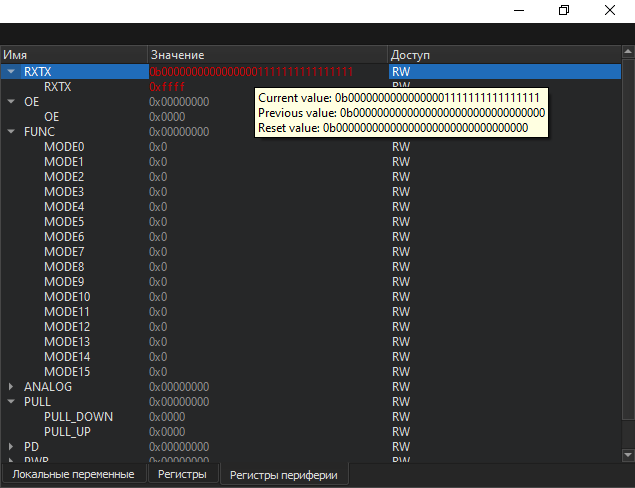 Имя Значение Доступ
RXTX 0b00000000000000001111111111111111 RW
RXTX 0xffff RW
OE 0x00000000
OE 0x0000
FUNC 0x00000000
Current value: 0b00000000000000001111111111111111
Previous value: 0b00000000000000000000000000000000
Reset value: 0b00000000000000000000000000000000
MODE0 0x0 RW
MODE1 0x0 RW
MODE2 0x0 RW
MODE3 0x0 RW
MODE4 0x0 RW
MODE5 0x0 RW
MODE6 0x0 RW
MODE7 0x0 RW
MODE8 0x0 RW
MODE9 0x0 RW
MODE10 0x0 RW
MODE11 0x0 RW
MODE12 0x0 RW
MODE13 0x0 RW
MODE14 0x0 RW
MODE15 0x0 RW
ANALOG 0x00000000 RW
PULL 0x00000000 RW
PULL_DOWN 0x0000 RW
PULL_UP 0x0000 RW
PD 0x00000000 RW
PWR 0x00000000 RW
Локальные переменные Регистры Регистры периферии